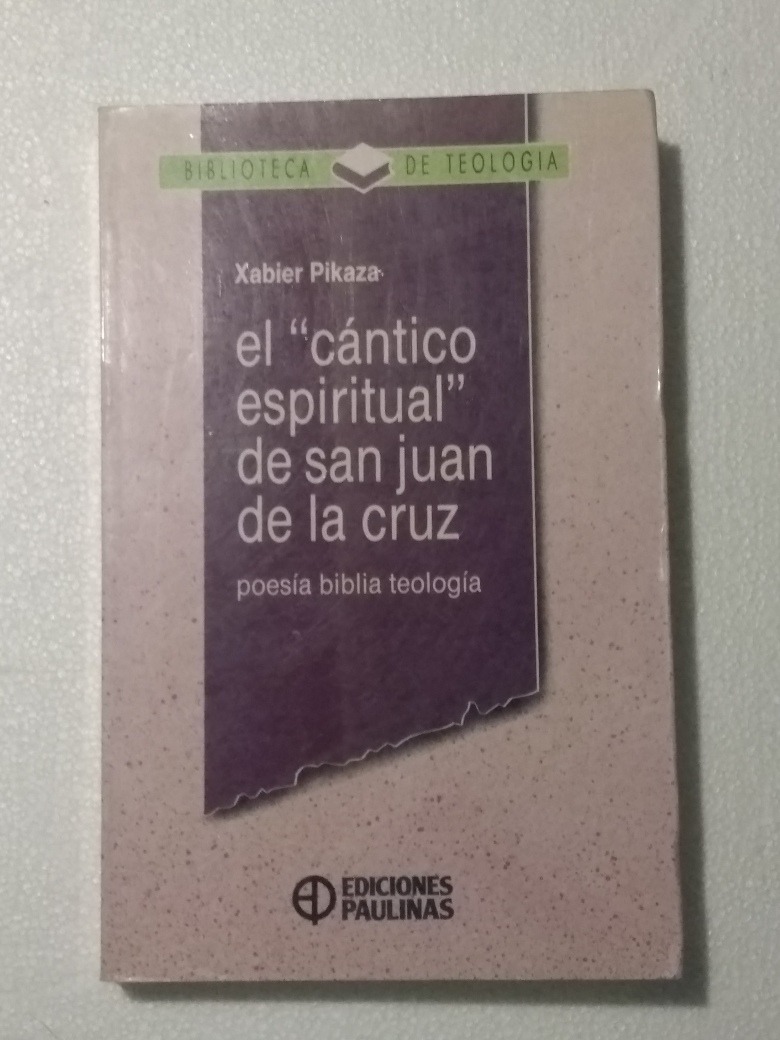 BIBLIOTECA DE TEOLOGIA
Xabier Pikaza
el “cántico
espiritual”
de san juan
de la cruz
poesía biblia teología
EDICIONES
PAULINAS